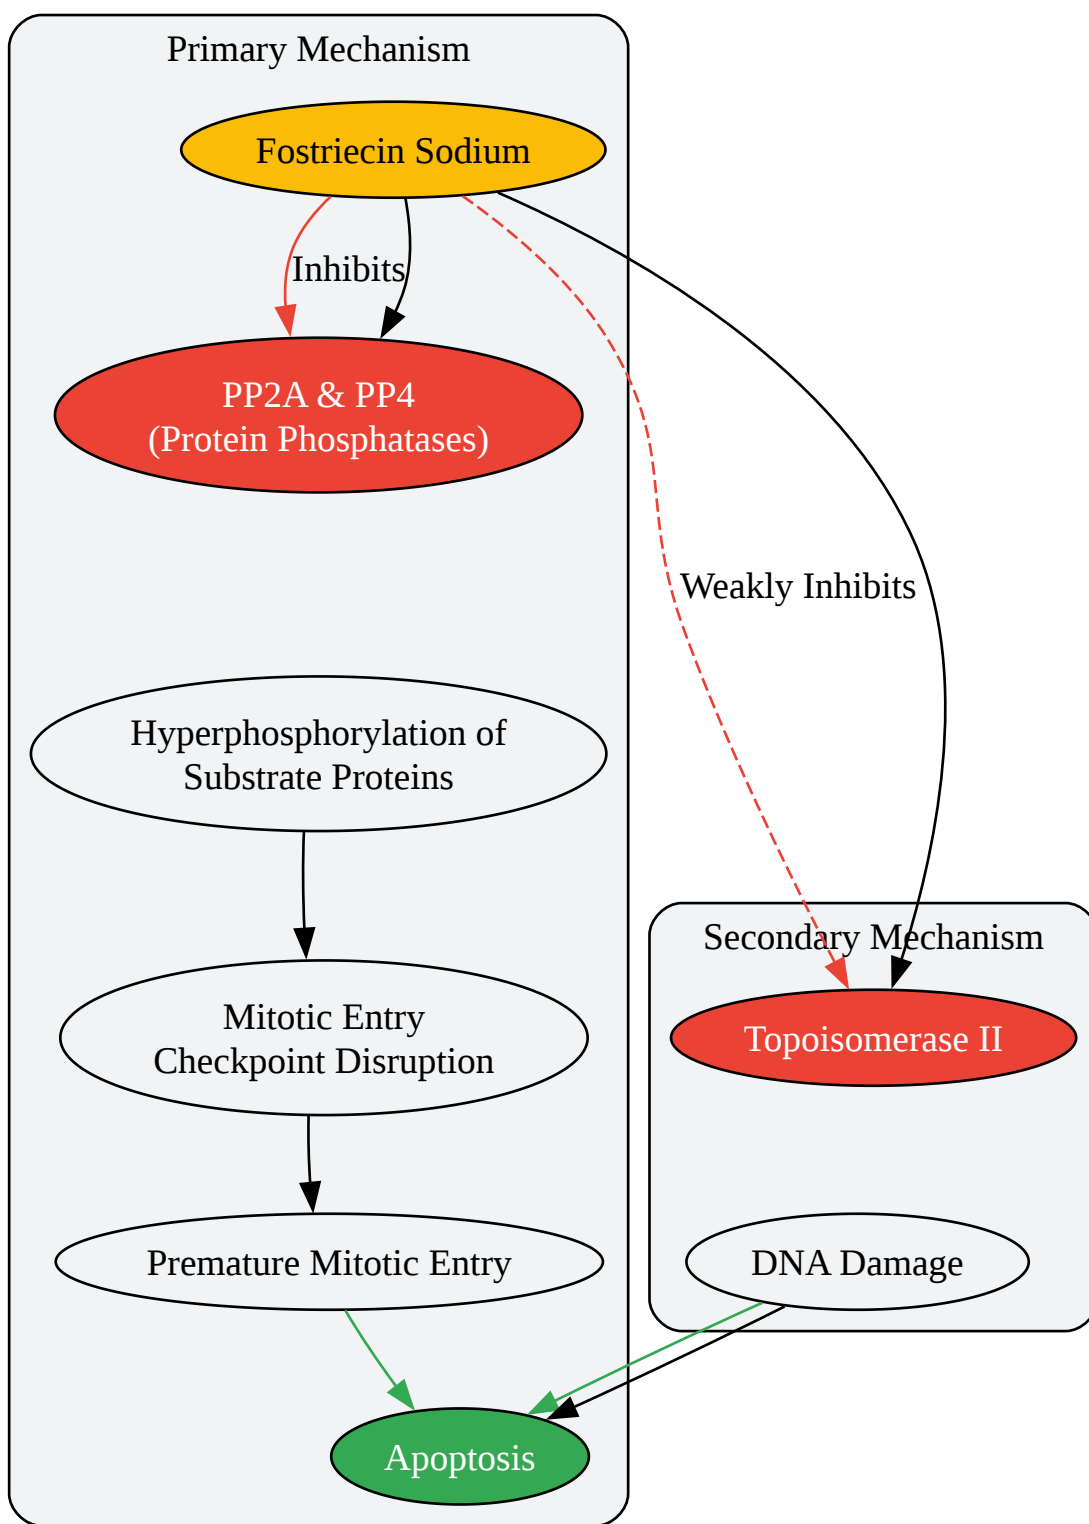 Primary Mechanism
Fostriecin Sodium
Inhibits
PP2A & PP4
(Protein Phosphatases)
Weakly Inhibits
Hyperphosphorylation of
Substrate Proteins
Secondary Mechanism
Mitotic Entry
Checkpoint Disruption
Topoisomerase II
Premature Mitotic Entry
DNA Damage
Apoptosis